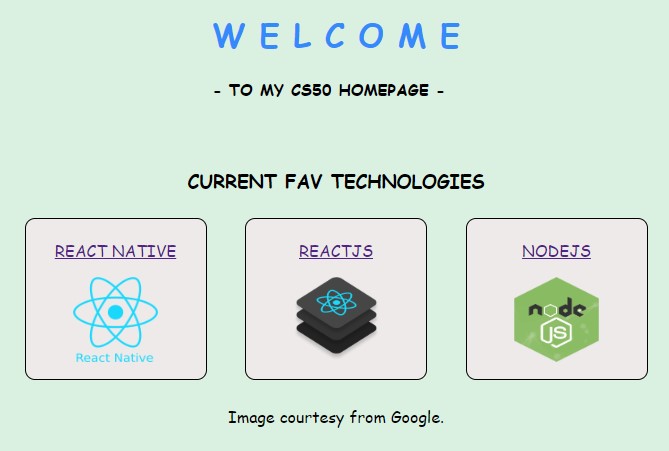 WELCOME
- TO MY CS50 HOMEPAGE -
CURRENT FAV TECHNOLOGIES
REACT NATIVE
REACTJS
NODEJS
React Native
node
JS
Image courtesy from Google.